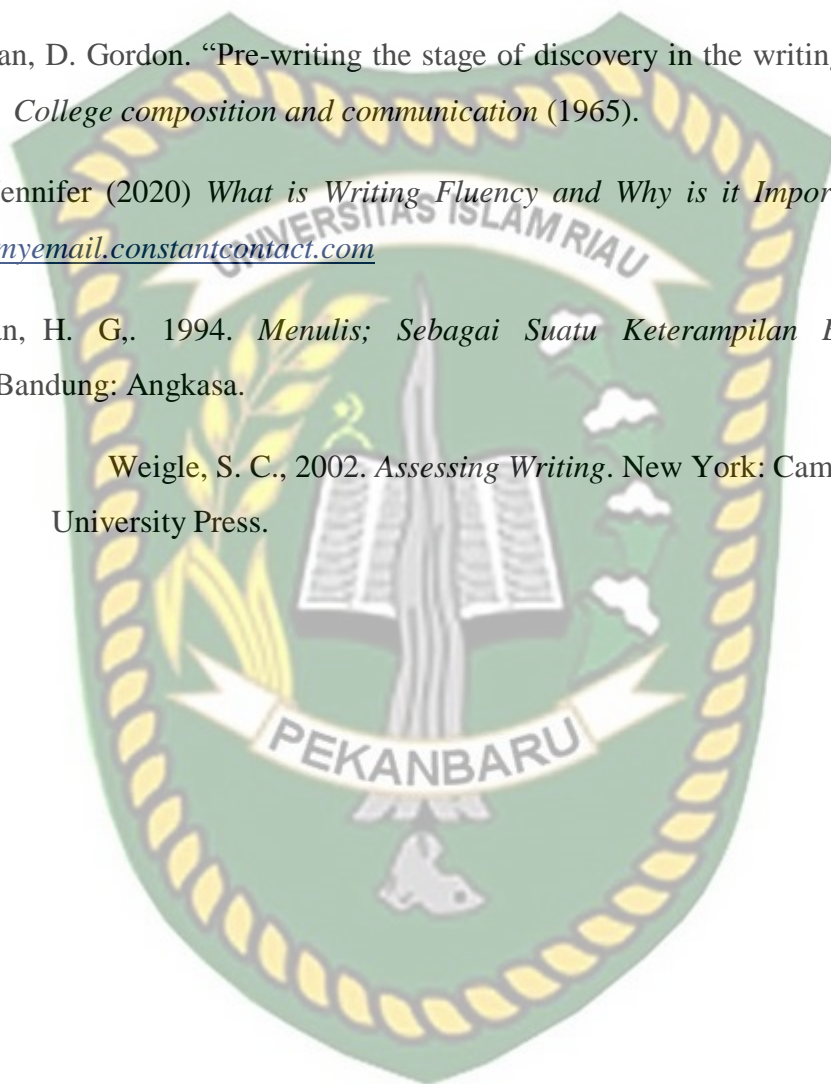 an, D. Gordon. “Pre-writing the stage of discovery in the writing
College composition and communication (1965).
ennifer (2020) What is Writing Fluency and Why is it Impor
myemail.constantcontact.com
UNIVERSITAS ISLAM RIAU
an, H. G,. 1994. Menulis; Sebagai Suatu Keterampilan
Bandung: Angkasa.
Weigle, S. C., 2002. Assessing Writing. New York: Cam
University Press.
PEKANBARU